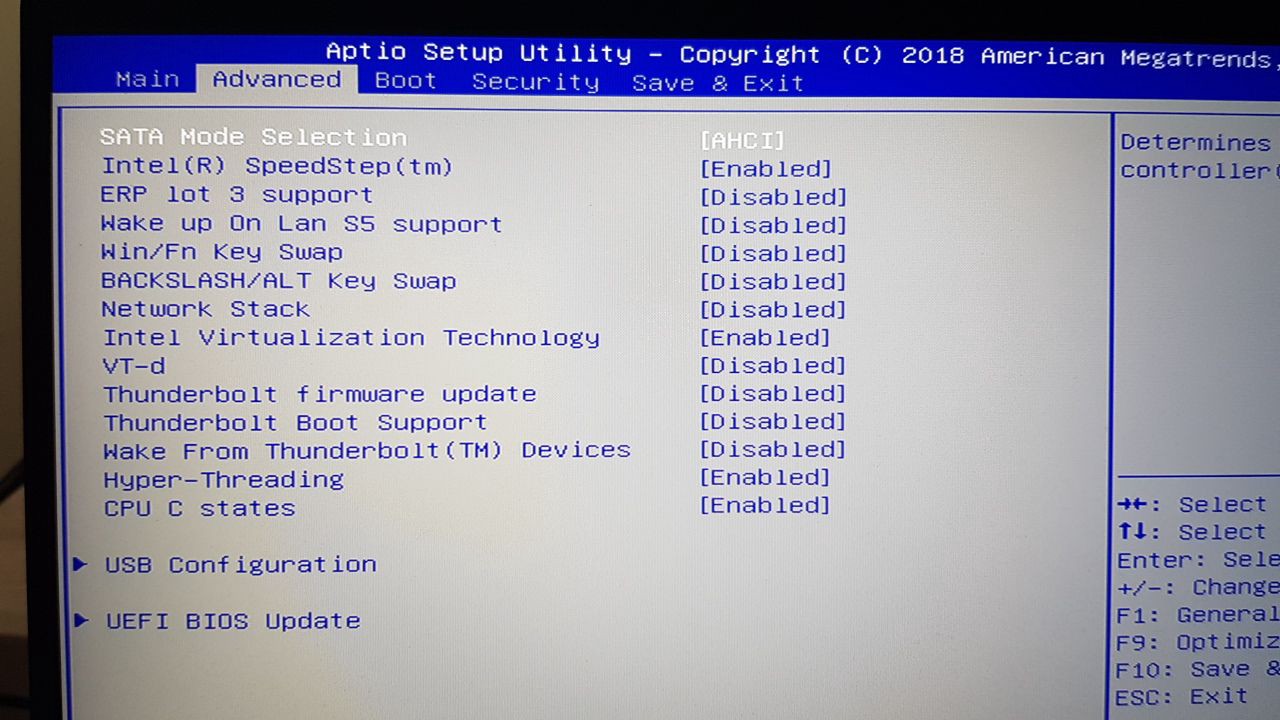 Aptio Setup Utility - Copyright (C) 2018 American Megatrends,
Main Advanced Boot Security Save & Exit
SATA Mode Selection [AHCI]
Intel(R) SpeedStep(tm) [Enabled]
ERP lot 3 support [Disabled]
Wake up On Lan S5 support [Disabled]
Win/Fn Key Swap [Disabled]
BACKSLASH/ALT Key Swap [Disabled]
Network Stack [Disabled]
Intel Virtualization Technology [Enabled]
VT-d [Disabled]
Thunderbolt firmware update [Disabled]
Thunderbolt Boot Support [Disabled]
Wake From Thunderbolt(TM) Devices [Disabled]
Hyper-Threading [Enabled]
CPU C states [Enabled]
► USB Configuration
► UEFI BIOS Update
Determines
controller(
→←: Select
↑↓: Select
Enter: Sele
+/-: Change
F1: General
F9: Optimiz
F10: Save &
ESC: Exit